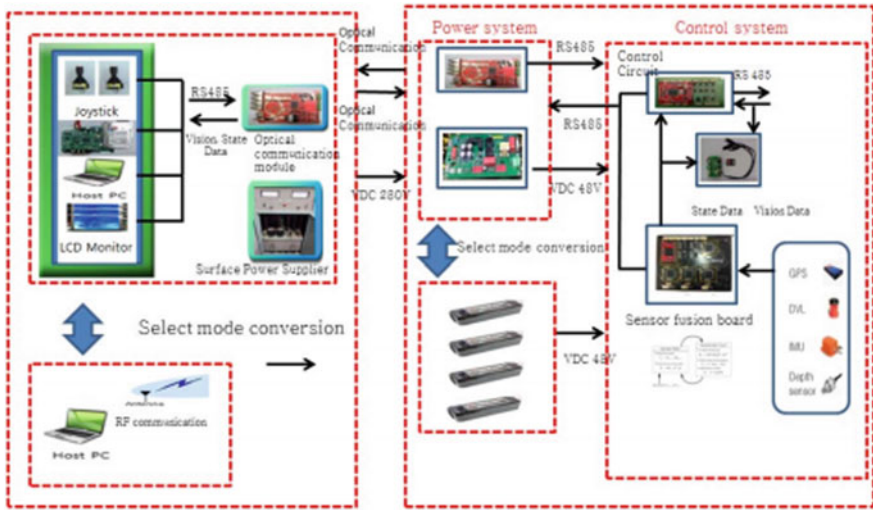 Joystick
Host PC
LCD Monitor
RS485
Vision, State
Data
Optical
communication
module
Surface Power Supplier
Select mode conversion
Antenna
RF communication
Host PC
Optical
Communication
Optical
Communication
VDC 280V
Power system
RS485
RS485
VDC 48V
Select mode conversion
VDC 48V
Control system
Control
Circuit
RS 485
State Data
Vision Data
Sensor fusion board
GPS
DVL
IMU
Depth
sensor